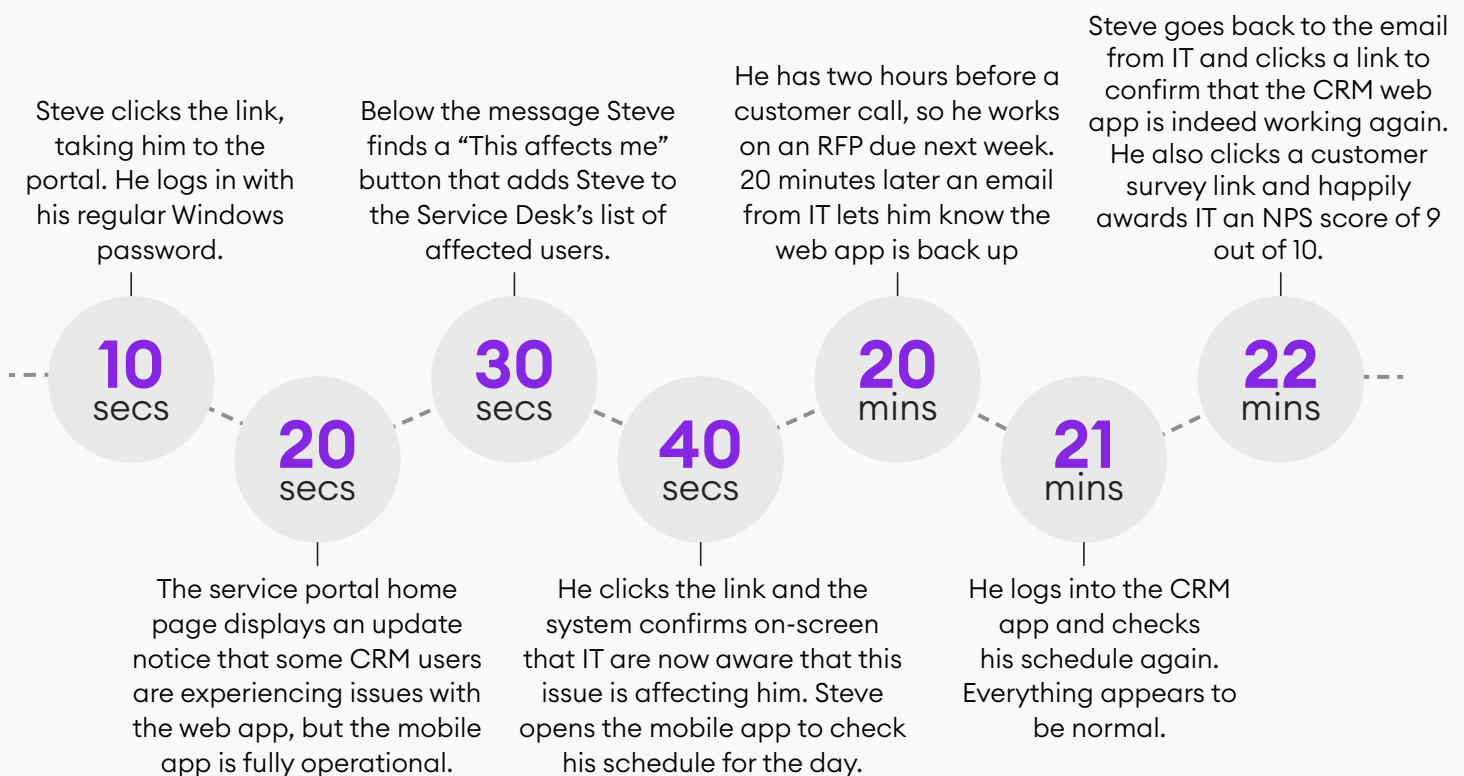 Steve clicks the link,
taking him to the
portal. He logs in with
his regular Windows
password.
10
secs
The service portal home
page displays an update
notice that some CRM users
are experiencing issues with
the web app, but the mobile
app is fully operational.
20
secs
Below the message Steve
finds a “This affects me”
button that adds Steve to
the Service Desk’s list of
affected users.
30
secs
He clicks the link and the
system confirms on-screen
that IT are now aware that this
issue is affecting him. Steve
opens the mobile app to check
his schedule for the day.
40
secs
He has two hours before a
customer call, so he works
on an RFP due next week.
20 minutes later an email
from IT lets him know the
web app is back up
20
mins
He logs into the CRM
app and checks
his schedule again.
Everything appears to
be normal.
21
mins
Steve goes back to the email
from IT and clicks a link to
confirm that the CRM web
app is indeed working again.
He also clicks a customer
survey link and happily
awards IT an NPS score of 9
out of 10.
22
mins